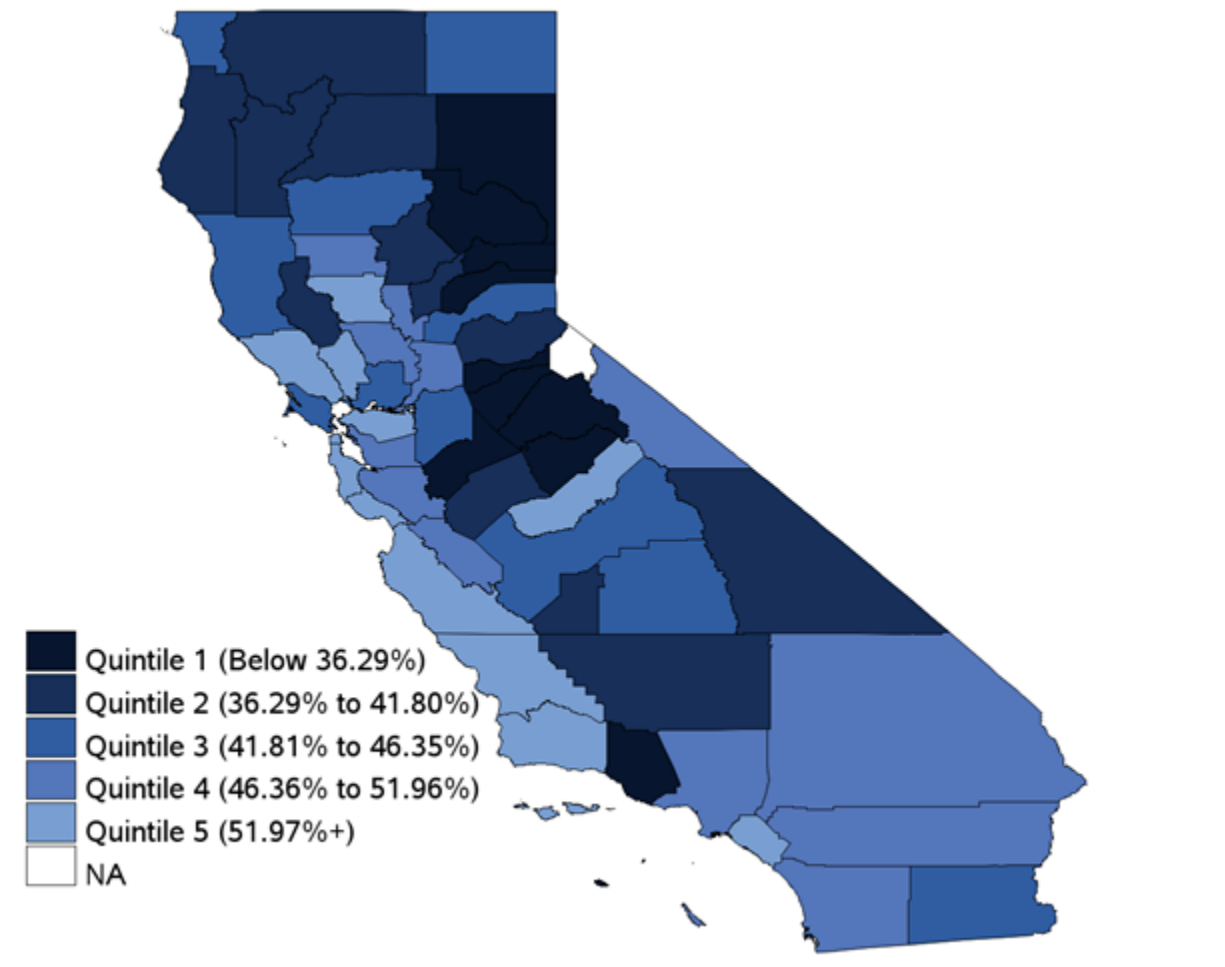 Quintile 1 (Below 36.29%)
Quintile 2 (36.29% to 41.80%)
Quintile 3 (41.81% to 46.35%)
Quintile 4 (46.36% to 51.96%)
Quintile 5 (51.97%+)
NA